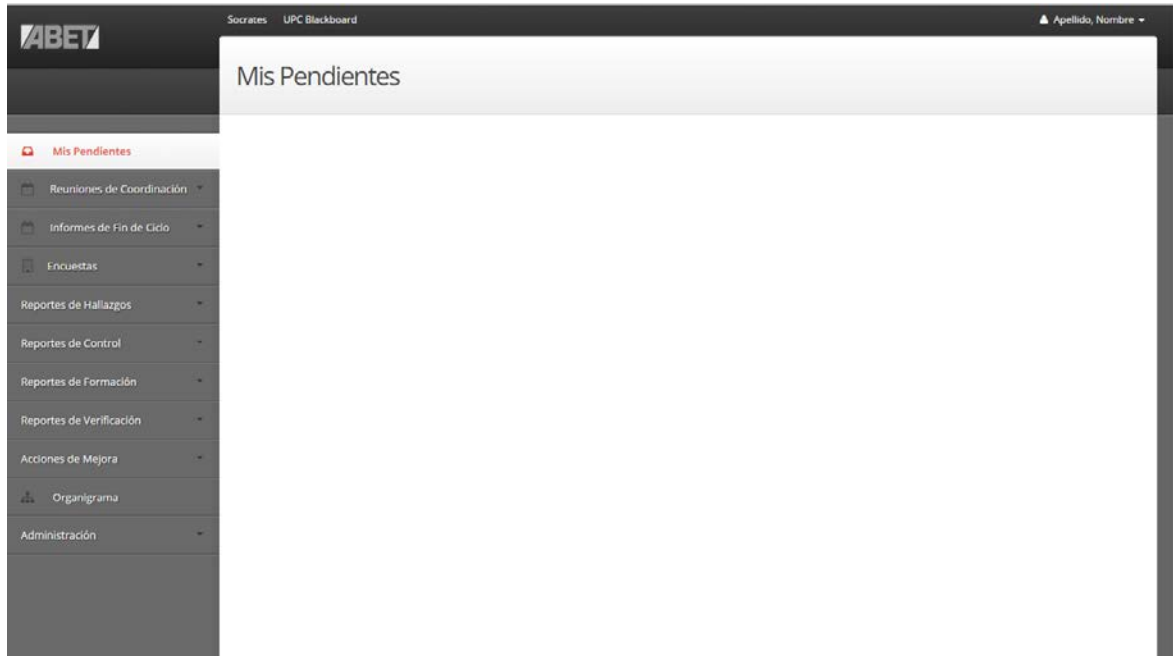 ABET
Socrates UPC Blackboard Apellido, Nombre
Mis Pendientes
Mis Pendientes
Reuniones de Coordinación
Informes de Fin de Ciclo
Encuestas
Reportes de Hallazgos
Reportes de Control
Reportes de Formación
Reportes de Verificación
Acciones de Mejora
Organigrama
Administración